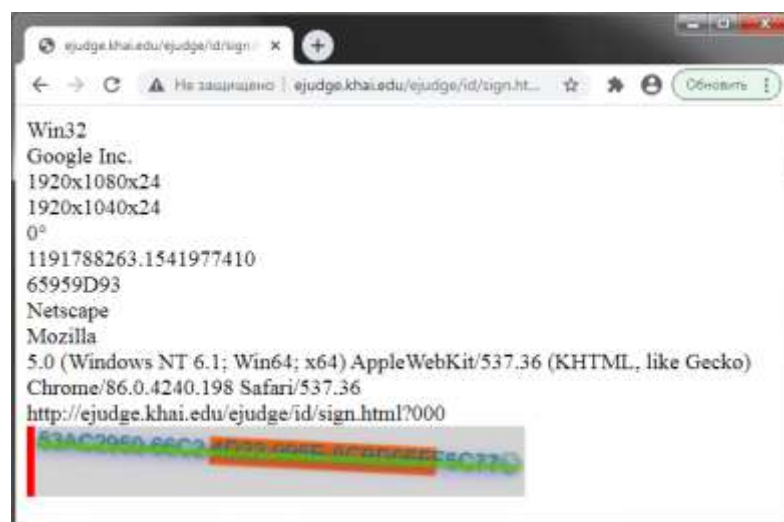 ejudge.khai.edu/ejudge/id/sign
Не защищено | ejudge.khai.edu/ejudge/id/sign.ht...
Обновить
Win32
Google Inc.
1920x1080x24
1920x1040x24
0°
1191788263.1541977410
65959D93
Netscape
Mozilla
5.0 (Windows NT 6.1; Win64; x64) AppleWebKit/537.36 (KHTML, like Gecko)
Chrome/86.0.4240.198 Safari/537.36
http://ejudge.khai.edu/ejudge/id/sign.html?000